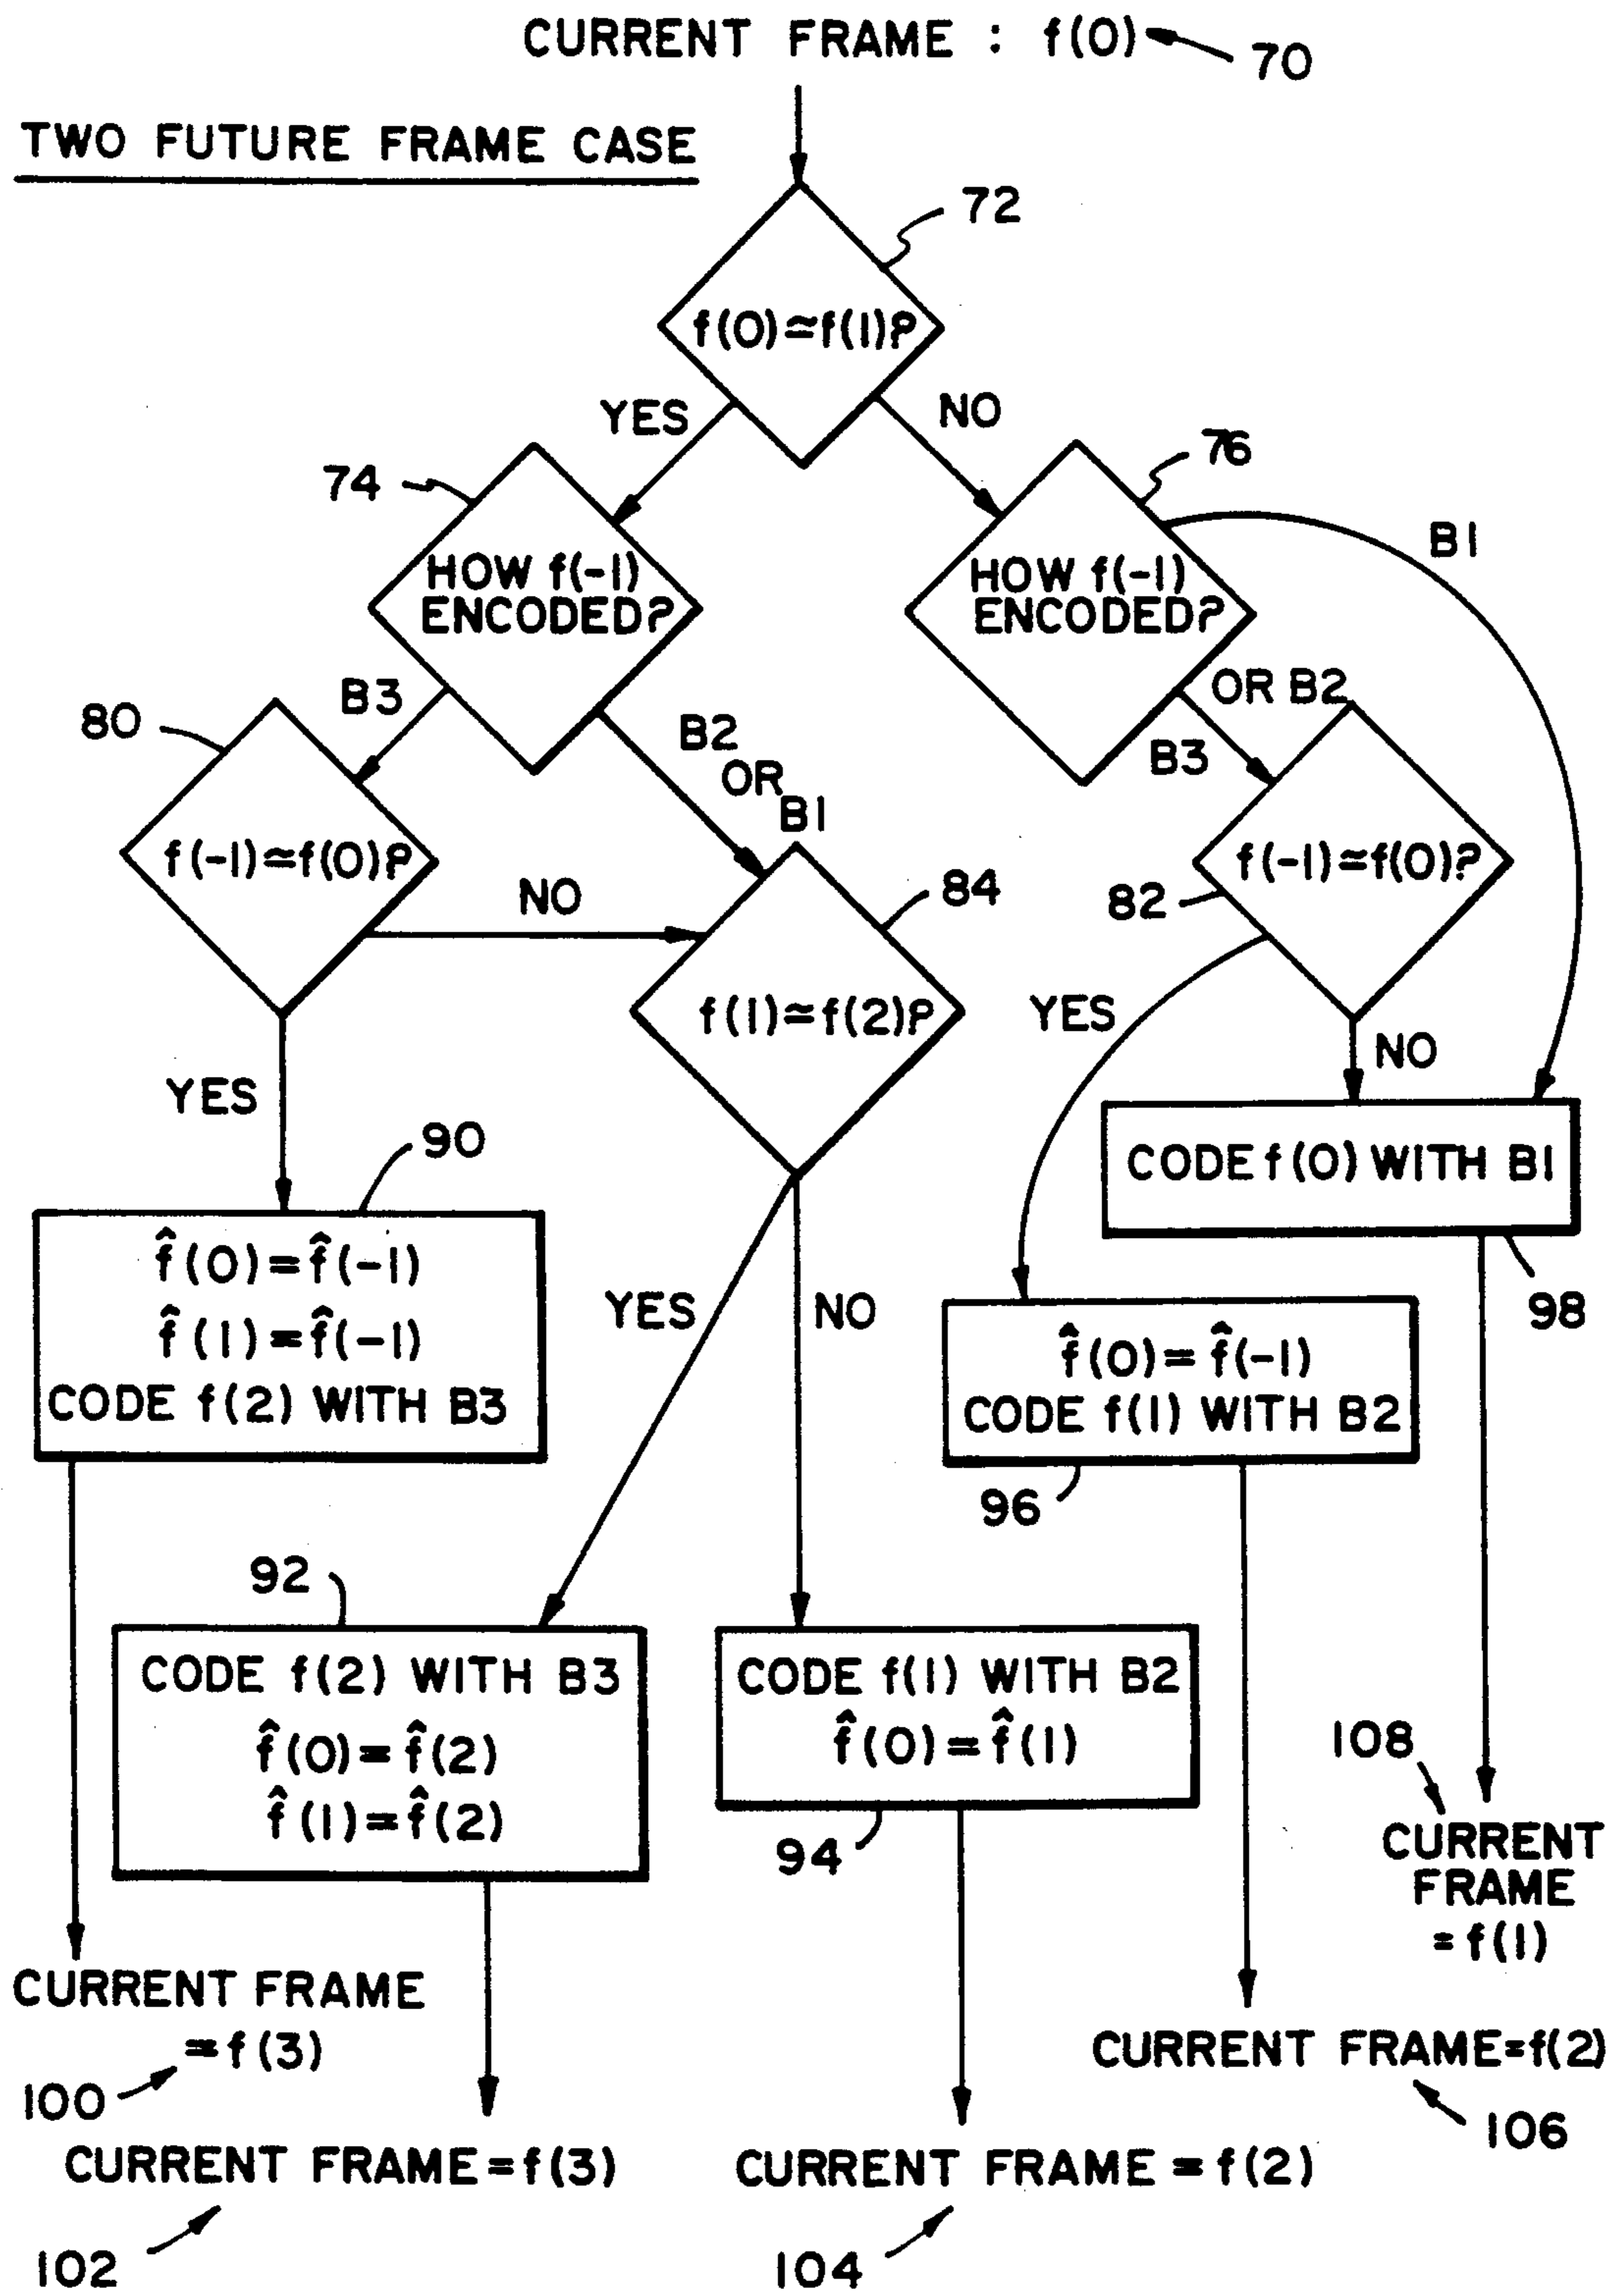 CURRENT FRAME : f(0)
70
TWO FUTURE FRAME CASE
72
f(0)≃f(1)?
YES
NO
74
76
HOW f(-1)
ENCODED?
HOW f(-1)
ENCODED?
B1
B3
OR B2
80
B2
OR
B1
B3
f(-1)≃f(0)?
NO
84
82
f(-1)≃f(0)?
f(1)≃f(2)?
YES
NO
YES
90
CODE f(0) WITH B1
98
f̂(0)=f̂(-1)
f̂(1)=f̂(-1)
CODE f(2) WITH B3
YES
NO
f̂(0)=f̂(-1)
CODE f(1) WITH B2
96
92
CODE f(2) WITH B3
f̂(0)=f̂(2)
f̂(1)=f̂(2)
CODE f(1) WITH B2
f̂(0)=f̂(1)
94
108
CURRENT
FRAME
=f(1)
CURRENT FRAME
=f(3)
100
CURRENT FRAME=f(2)
106
CURRENT FRAME=f(3)
102
CURRENT FRAME=f(2)
104